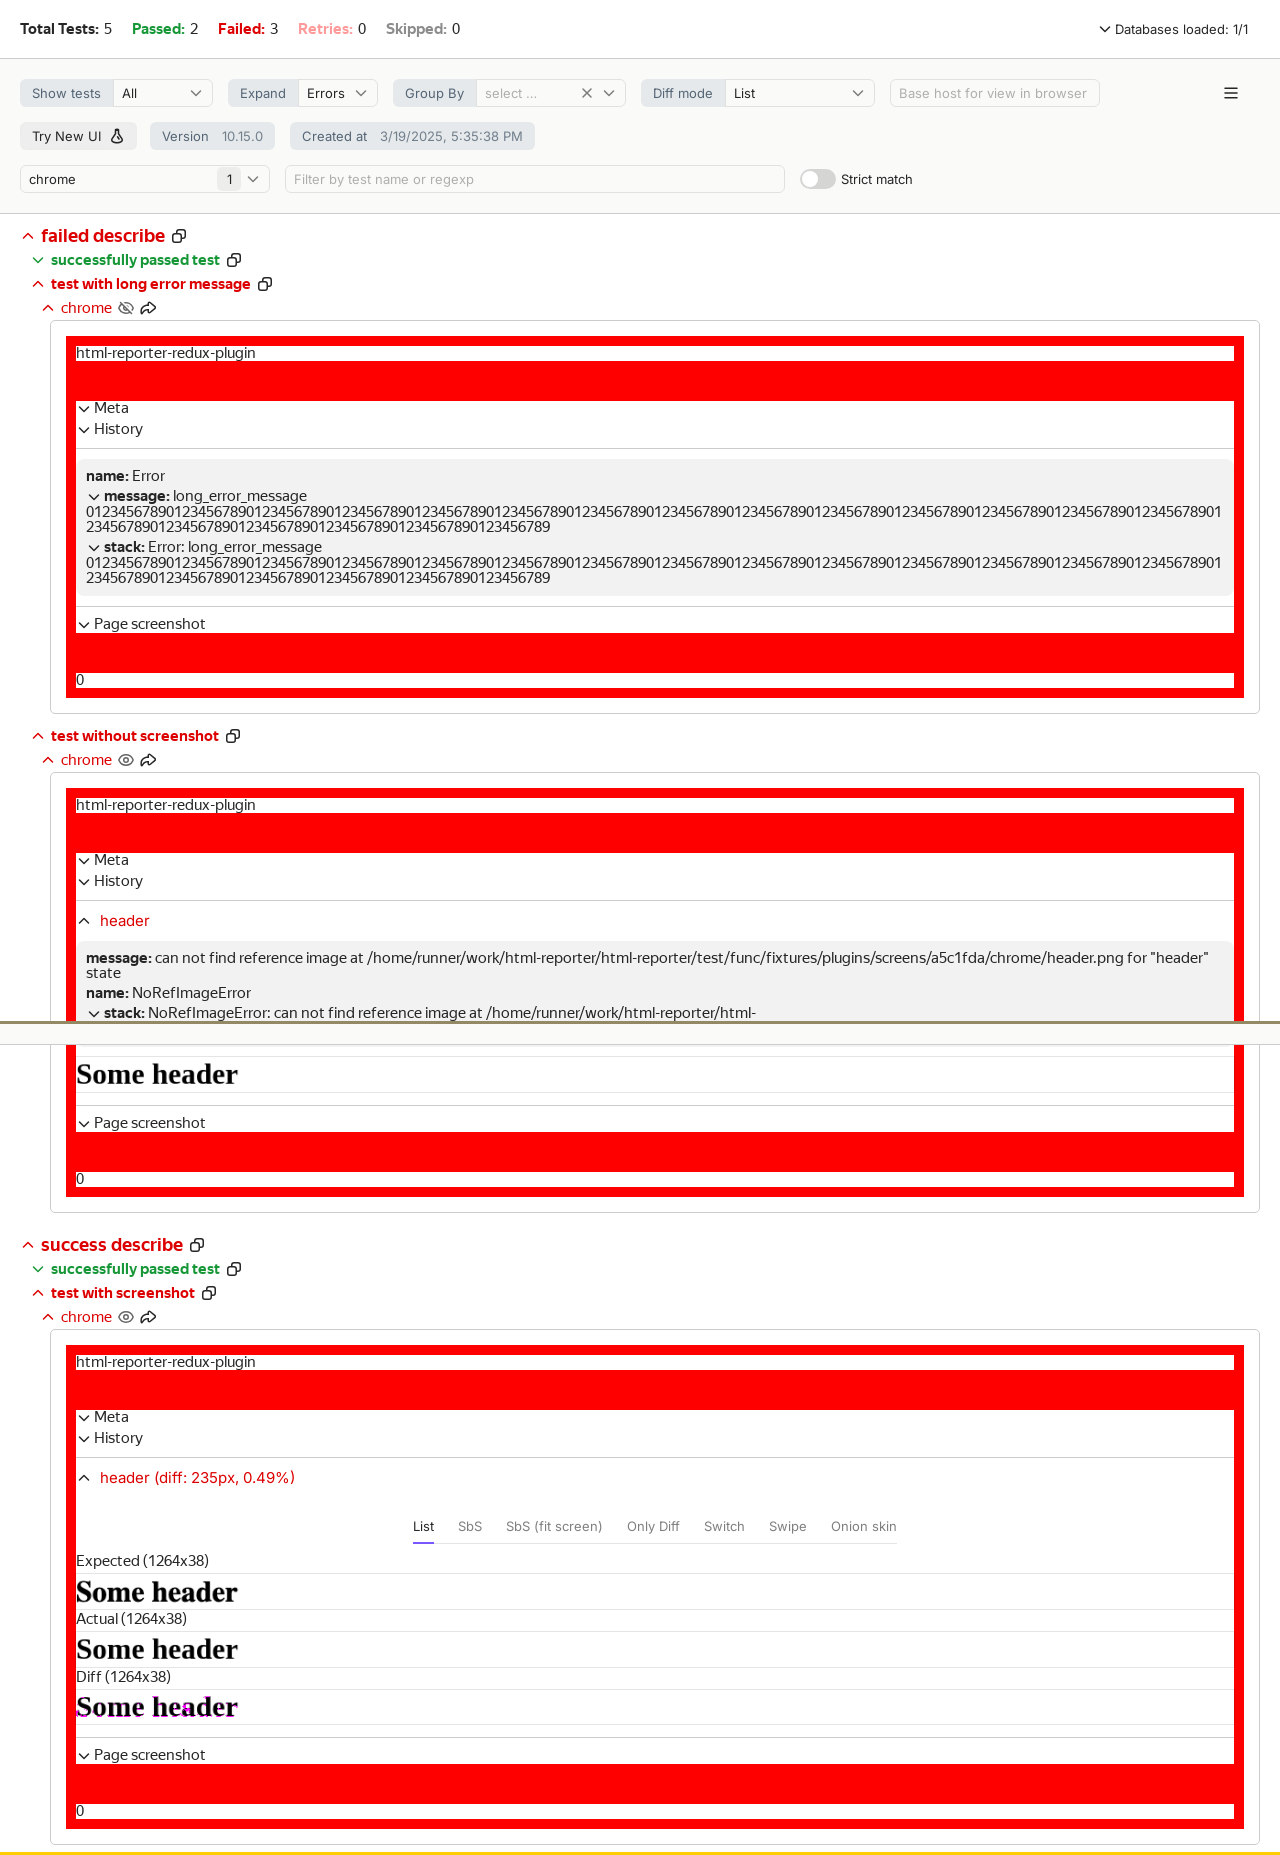 Total Tests: 5 Passed: 2 Failed: 3 Retries: 0 Skipped: 0 Databases loaded: 1/1
Show tests All Expand Errors Group By select ... Diff mode List Base host for view in browser
Try New UI Version 10.15.0 Created at 3/19/2025, 5:35:38 PM
chrome 1 Filter by test name or regexp Strict match
failed describe
successfully passed test
test with long error message
chrome
html-reporter-redux-plugin
Meta
History
name: Error
message: long_error_message
0123456789012345678901234567890123456789012345678901234567890123456789012345678901234567890123456789012345678901234567890123456789012345678901
2345678901234567890123456789012345678901234567890123456789
stack: Error: long_error_message
0123456789012345678901234567890123456789012345678901234567890123456789012345678901234567890123456789012345678901234567890123456789012345678901
2345678901234567890123456789012345678901234567890123456789
Page screenshot
0
test without screenshot
chrome
html-reporter-redux-plugin
Meta
History
header
message: can not find reference image at /home/runner/work/html-reporter/html-reporter/test/func/fixtures/plugins/screens/a5c1fda/chrome/header.png for "header"
state
name: NoRefImageError
stack: NoRefImageError: can not find reference image at /home/runner/work/html-reporter/html-
Some header
Page screenshot
0
success describe
successfully passed test
test with screenshot
chrome
html-reporter-redux-plugin
Meta
History
header (diff: 235px, 0.49%)
List SbS SbS (fit screen) Only Diff Switch Swipe Onion skin
Expected (1264x38)
Some header
Actual (1264x38)
Some header
Diff (1264x38)
Some header
Page screenshot
0